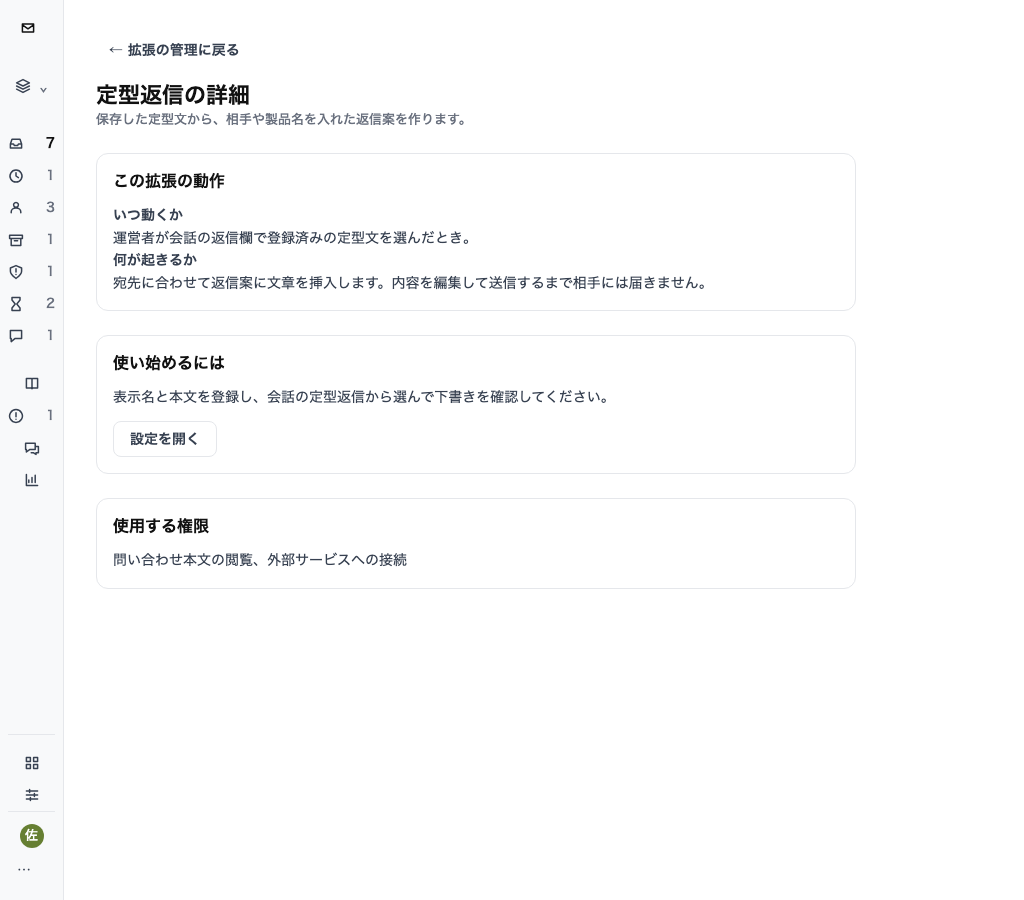 ← 拡張の管理に戻る
定型返信の詳細
保存した定型文から、相手や製品名を入れた返信案を作ります。
この拡張の動作
いつ動くか
運営者が会話の返信欄で登録済みの定型文を選んだとき。
何が起きるか
宛先に合わせて返信案に文章を挿入します。内容を編集して送信するまで相手には届きません。
使い始めるには
表示名と本文を登録し、会話の定型返信から選んで下書きを確認してください。
設定を開く
使用する権限
問い合わせ本文の閲覧、外部サービスへの接続
7
1
3
1
1
2
1
1
佐
…